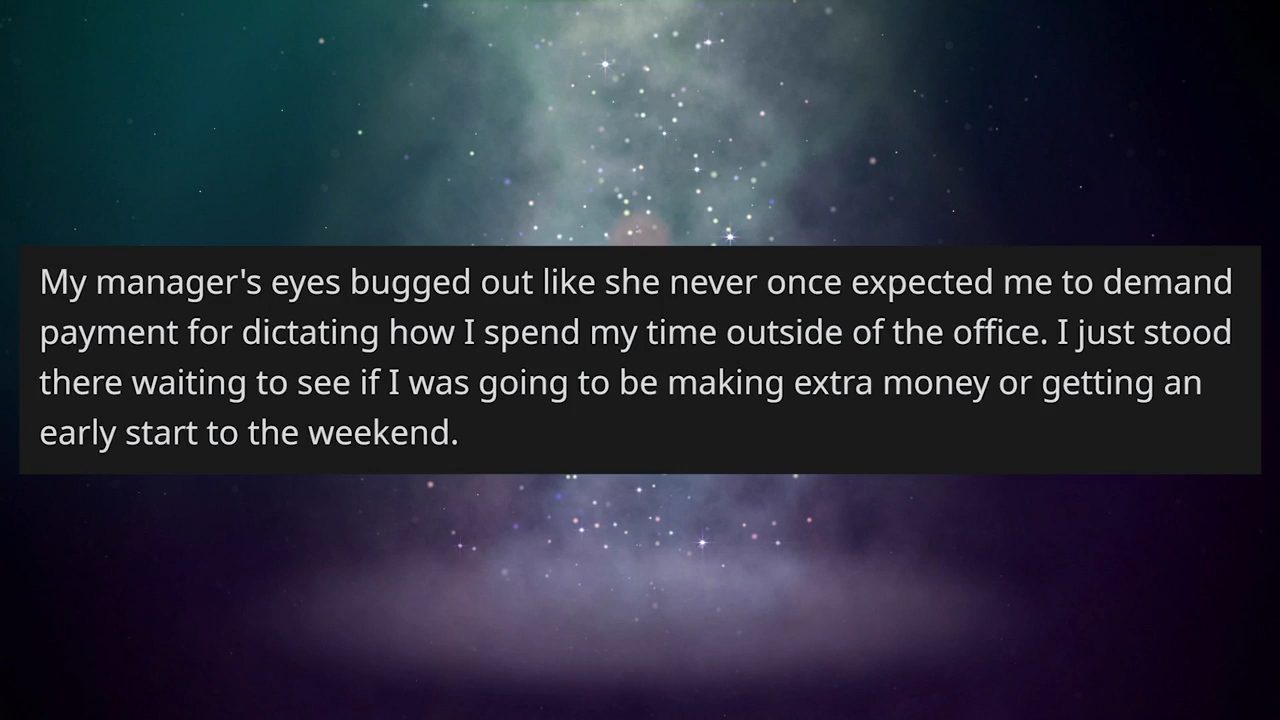 My manager's eyes bugged out like she never once expected me to demand
payment for dictating how I spend my time outside of the office. I just stood
there waiting to see if I was going to be making extra money or getting an
early start to the weekend.